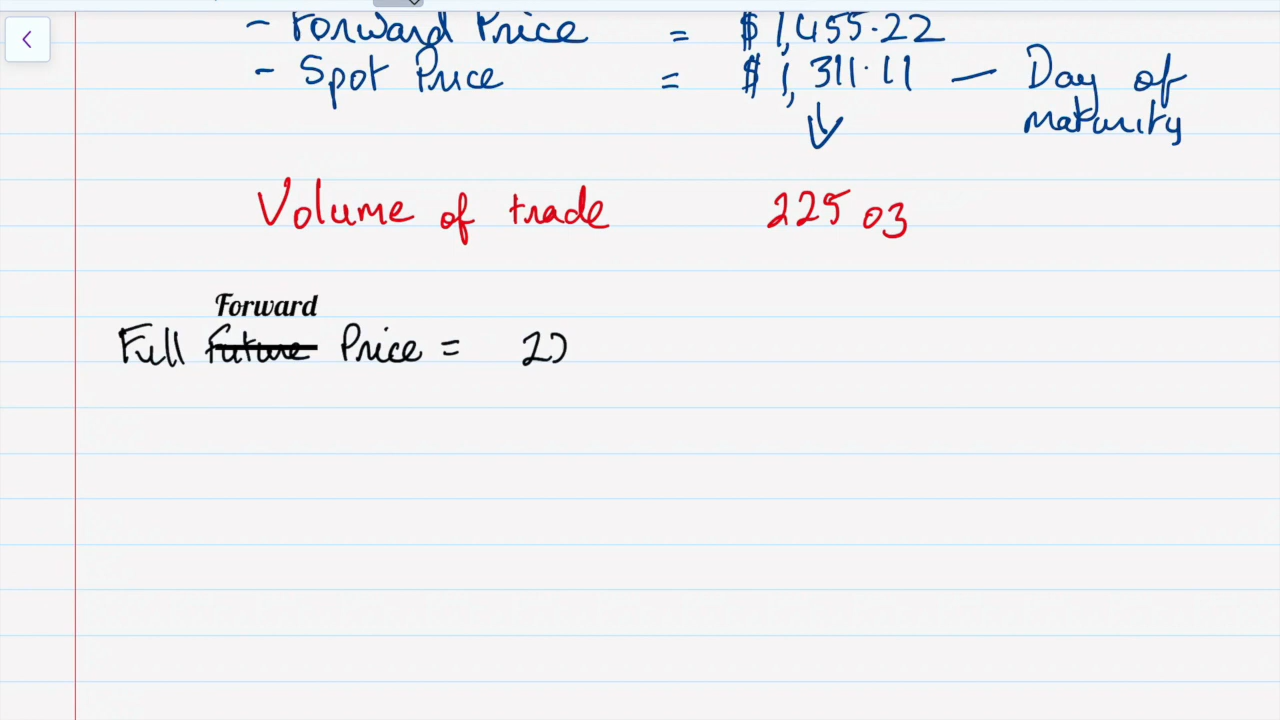 - Forward Price = $ 1,455.22
- Spot Price = $ 1,311.11 — Day of
maturity
Volume of trade 225 03
Forward
Full Future Price = 22